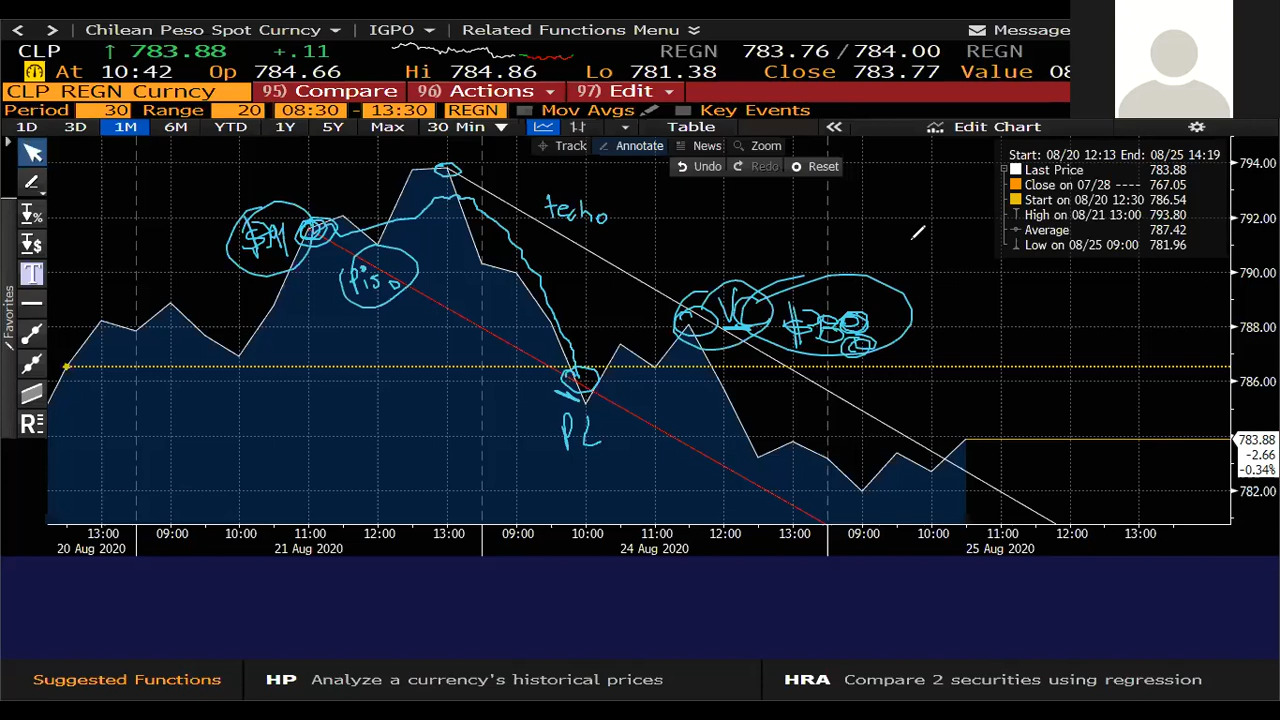 Chilean Peso Spot Curncy IGPO Related Functions Menu Message
CLP ↑ 783.88 +.11 REGN 783.76 / 784.00 REGN
At 10:42 Op 784.66 Hi 784.86 Lo 781.38 Close 783.77 Value 08
CLP REGN Curncy 95) Compare 96) Actions 97) Edit
Period 30 Range 20 08:30 - 13:30 REGN Mov Avgs Key Events
1D 3D 1M 6M YTD 1Y 5Y Max 30 Min Table Edit Chart
Track Annotate News Zoom
Undo Redo Reset
Start: 08/20 12:13 End: 08/25 14:19
Last Price 783.88
Close on 07/28 ---- 767.05
Start on 08/20 12:30 786.54
High on 08/21 13:00 793.80
Average 787.42
Low on 08/25 09:00 781.96
794.00
792.00
790.00
788.00
786.00
783.88
-2.66
-0.34%
782.00
Favorites
techo
piso
PL
13:00 09:00 10:00 11:00 12:00 13:00 09:00 10:00 11:00 12:00 13:00 09:00 10:00 11:00 12:00 13:00
20 Aug 2020 21 Aug 2020 24 Aug 2020 25 Aug 2020
Suggested Functions HP Analyze a currency's historical prices HRA Compare 2 securities using regression